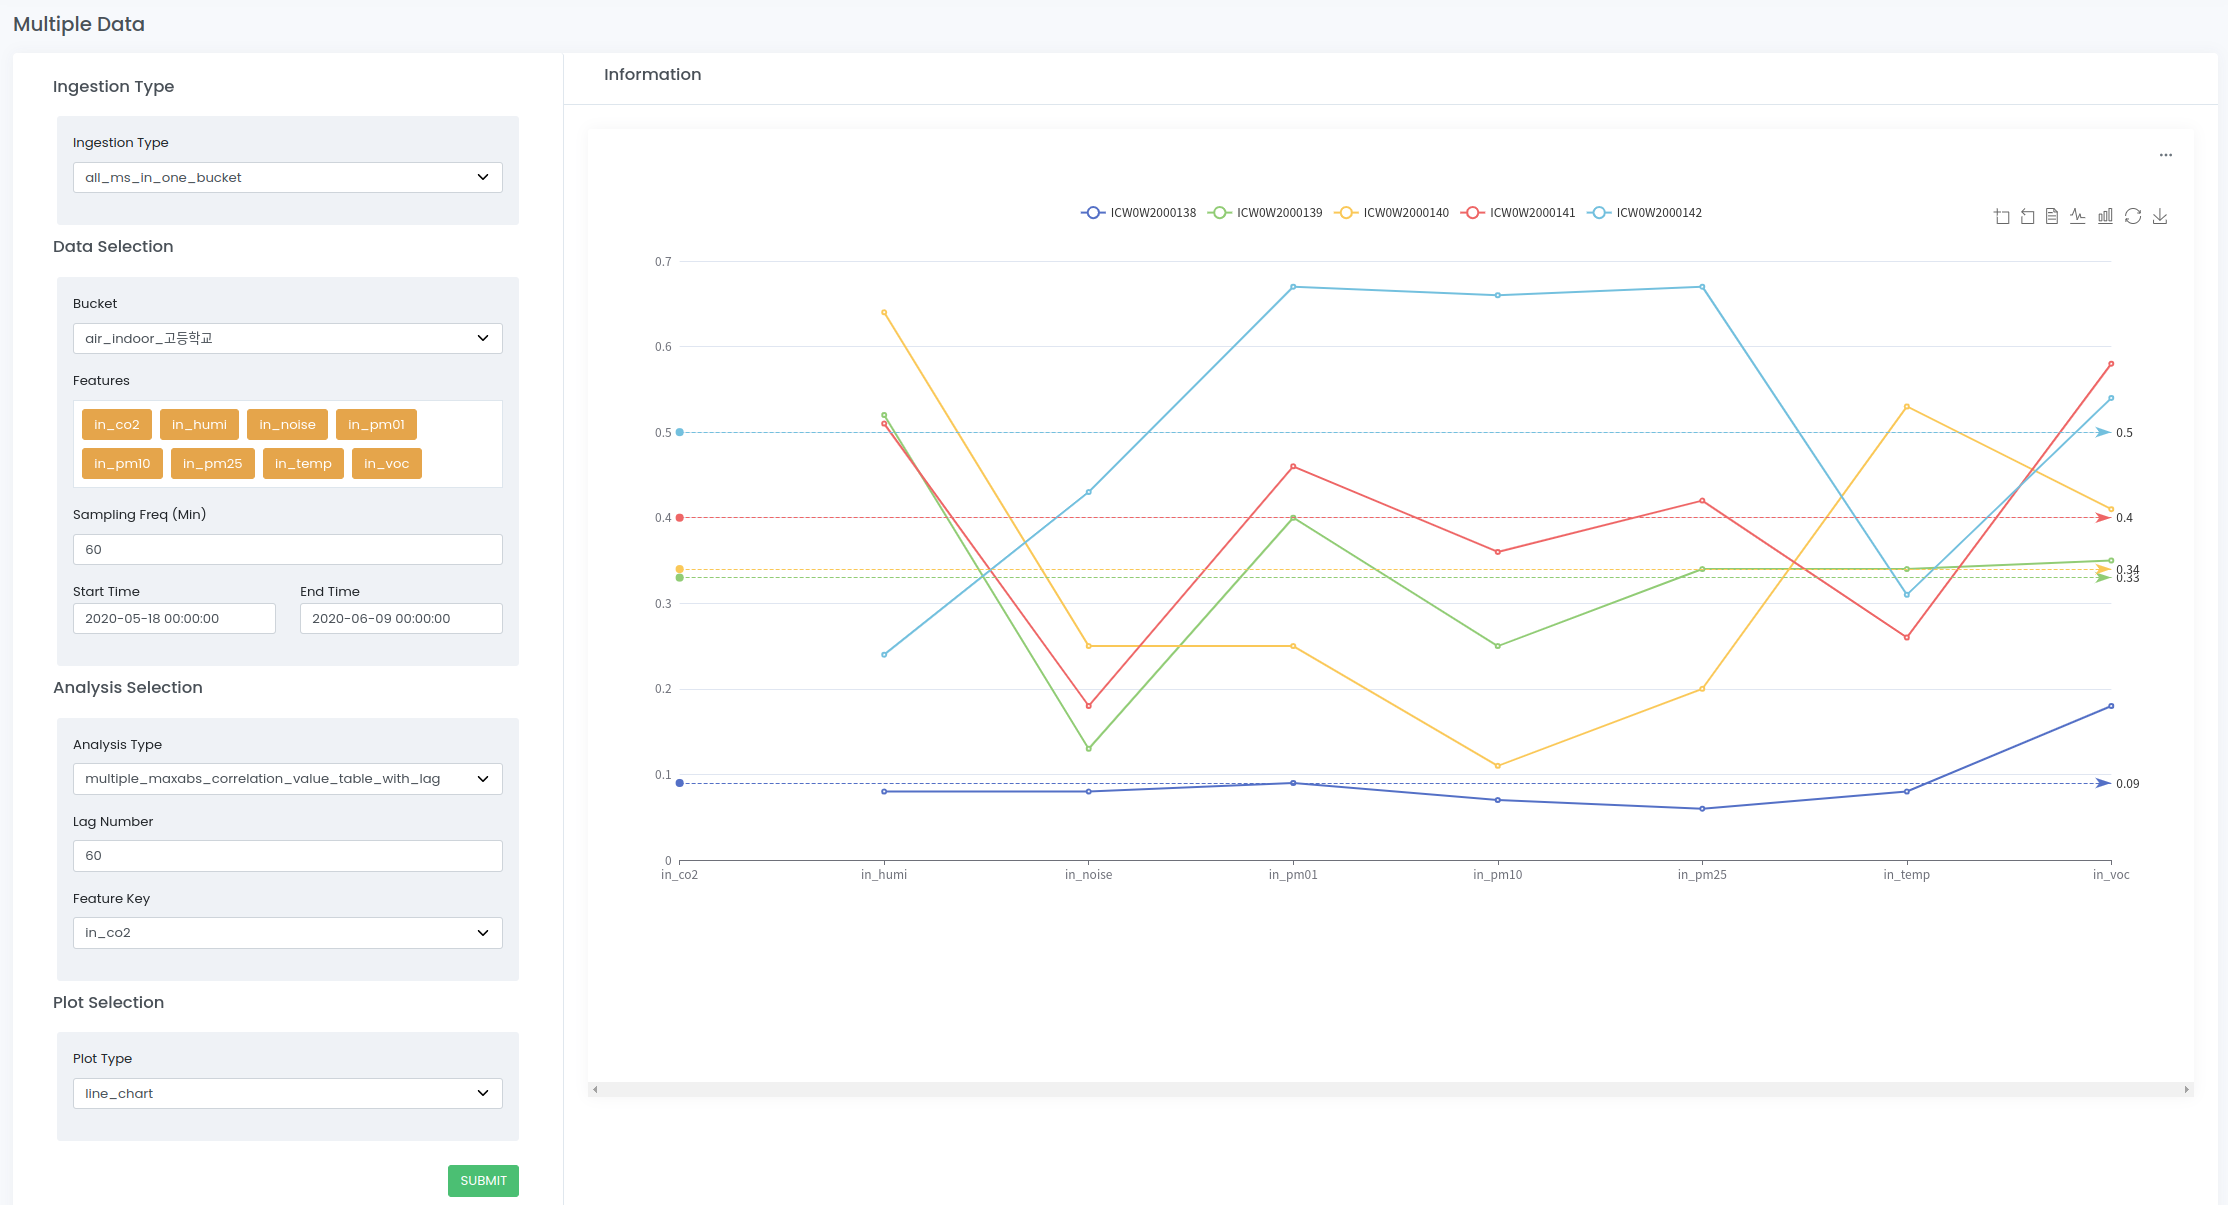 Multiple Data
Ingestion Type
Ingestion Type
all_ms_in_one_bucket
Data Selection
Bucket
air_indoor_고등학교
Features
in_co2 in_humi in_noise in_pm01
in_pm10 in_pm25 in_temp in_voc
Sampling Freq (Min)
60
Start Time End Time
2020-05-18 00:00:00 2020-06-09 00:00:00
Analysis Selection
Analysis Type
multiple_maxabs_correlation_value_table_with_lag
Lag Number
60
Feature Key
in_co2
Plot Selection
Plot Type
line_chart
SUBMIT
Information
ICW0W2000138 ICW0W2000139 ICW0W2000140 ICW0W2000141 ICW0W2000142
0.7
0.6
0.5 0.5
0.4 0.4
0.34
0.33
0.3
0.2
0.1
0.09
0
in_co2 in_humi in_noise in_pm01 in_pm10 in_pm25 in_temp in_voc